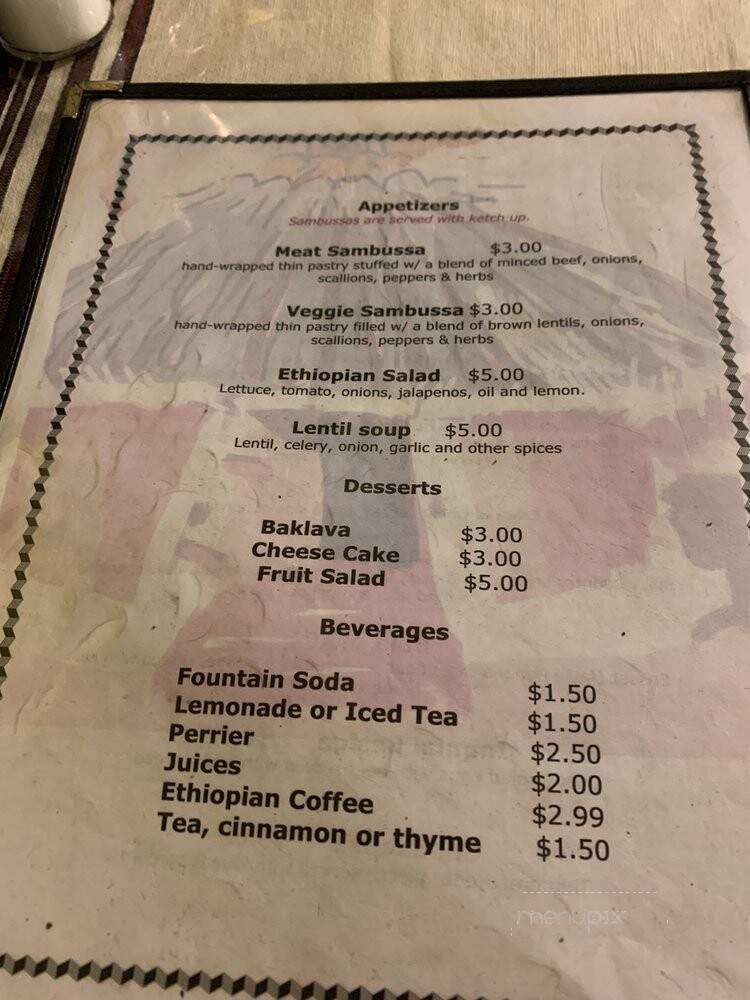 Appetizers
Sambussas are served with ketch up.
Meat Sambussa $3.00
hand-wrapped thin pastry stuffed w/ a blend of minced beef, onions,
scallions, peppers & herbs
Veggie Sambussa $3.00
hand-wrapped thin pastry filled w/ a blend of brown lentils, onions,
scallions, peppers & herbs
Ethiopian Salad $5.00
Lettuce, tomato, onions, jalapenos, oil and lemon.
Lentil soup $5.00
Lentil, celery, onion, garlic and other spices
Desserts
Baklava $3.00
Cheese Cake $3.00
Fruit Salad $5.00
Beverages
Fountain Soda $1.50
Lemonade or Iced Tea $1.50
Perrier $2.50
Juices $2.00
Ethiopian Coffee $2.99
Tea, cinnamon or thyme $1.50
menupix